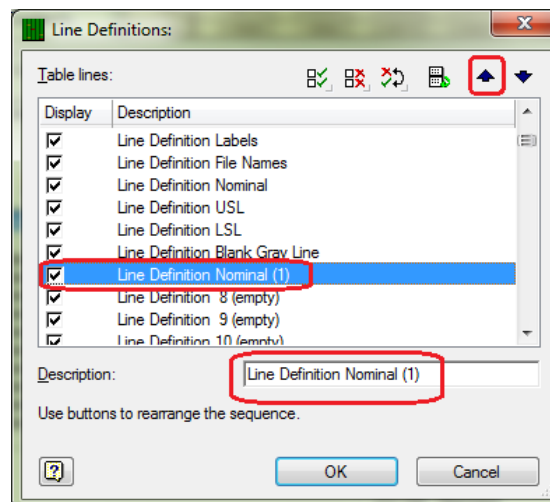 Line Definitions:
Table lines:
Display Description
Line Definition Labels
Line Definition File Names
Line Definition Nominal
Line Definition USL
Line Definition LSL
Line Definition Blank Gray Line
Line Definition Nominal (1)
Line Definition 8 (empty)
Line Definition 9 (empty)
Line Definition 10 (empty)
Description: Line Definition Nominal (1)
Use buttons to rearrange the sequence.
OK Cancel